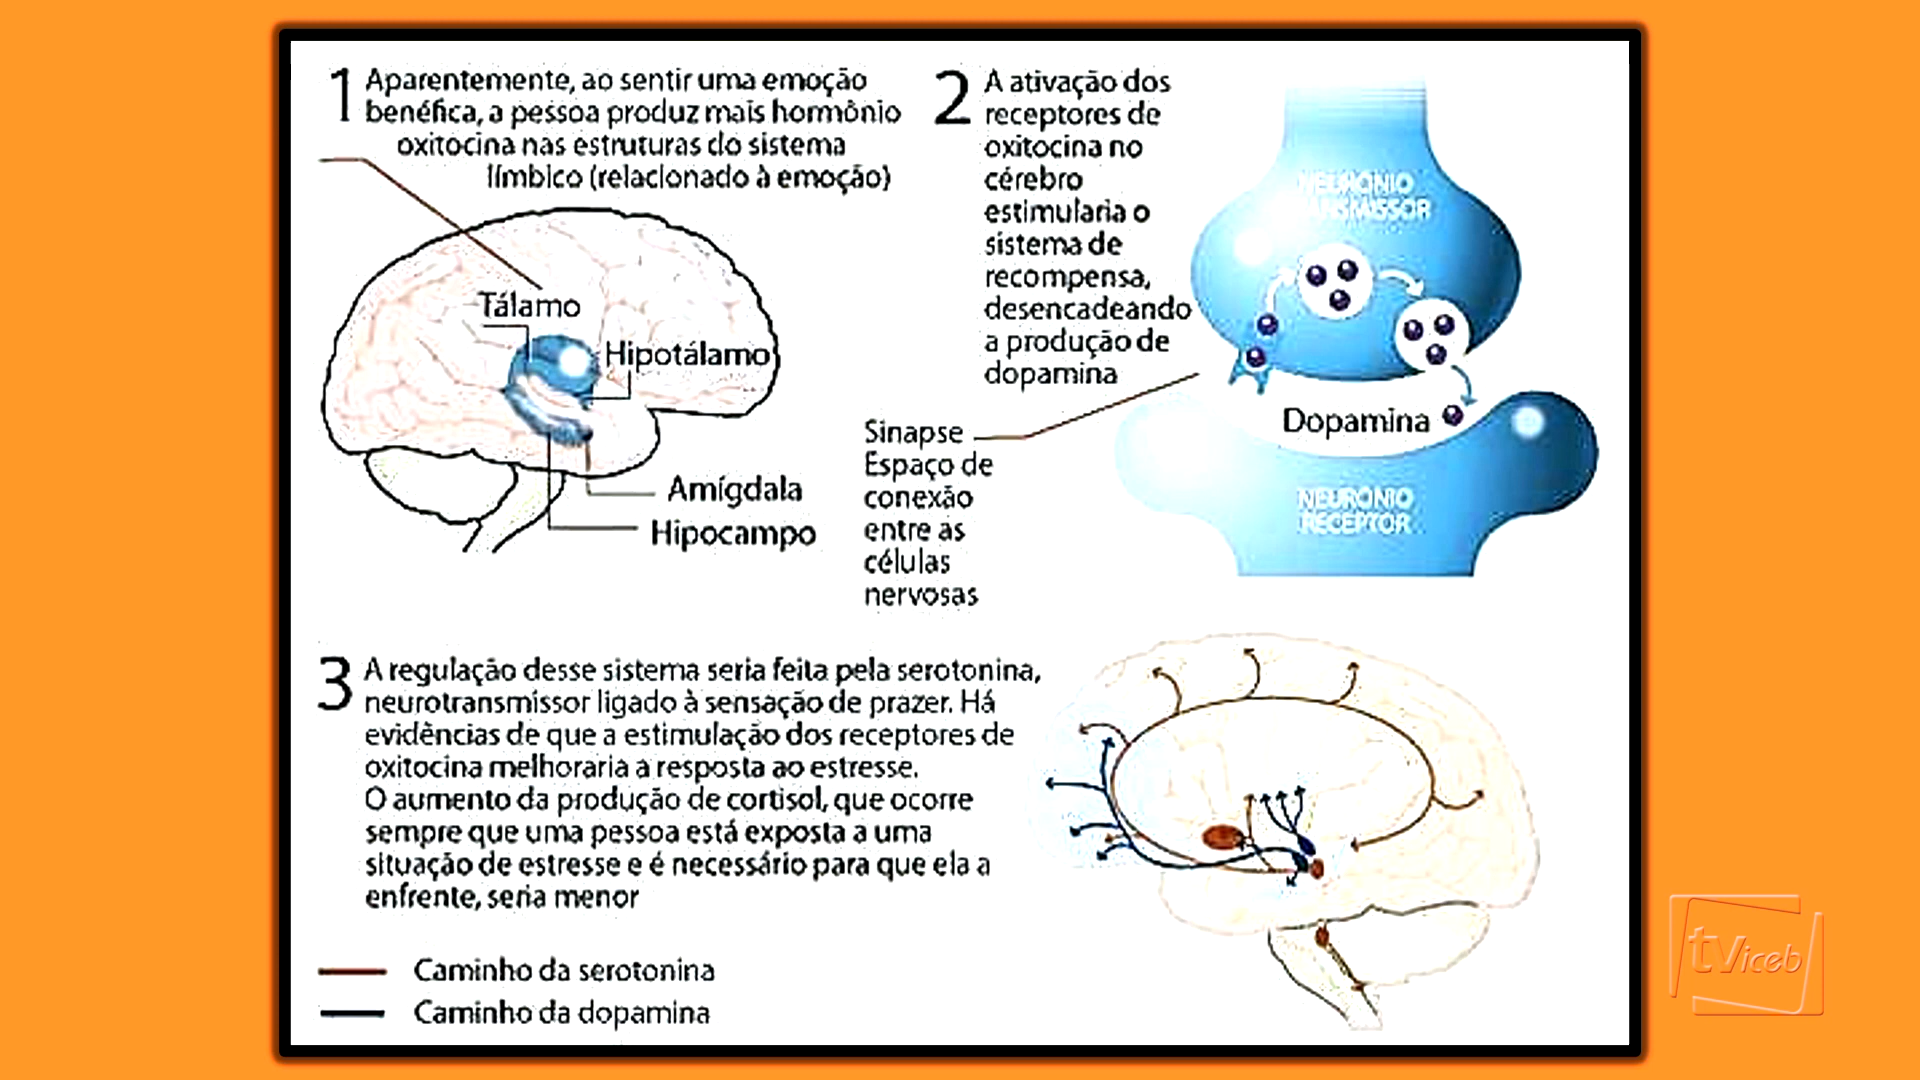 1
Aparentemente, ao sentir uma emoção
benéfica, a pessoa produz mais hormônio
oxitocina nas estruturas do sistema
límbico (relacionado à emoção)
Tálamo
Hipotálamo
Amígdala
Hipocampo
2
A ativação dos
receptores de
oxitocina no
cérebro
estimularia o
sistema de
recompensa,
desencadeando
a produção de
dopamina
NEURÔNIO
TRANSMISSOR
Dopamina
NEURÔNIO
RECEPTOR
Sinapse
Espaço de
conexão
entre as
células
nervosas
3
A regulação desse sistema seria feita pela serotonina,
neurotransmissor ligado à sensação de prazer. Há
evidências de que a estimulação dos receptores de
oxitocina melhoraria a resposta ao estresse.
O aumento da produção de cortisol, que ocorre
sempre que uma pessoa está exposta a uma
situação de estresse e é necessário para que ela a
enfrente, seria menor
Caminho da serotonina
Caminho da dopamina
tViceb